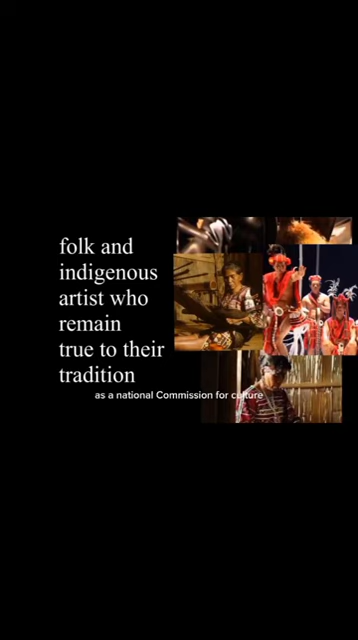 folk and
indigenous
artist who
remain
true to their
tradition
as a national Commission for culture